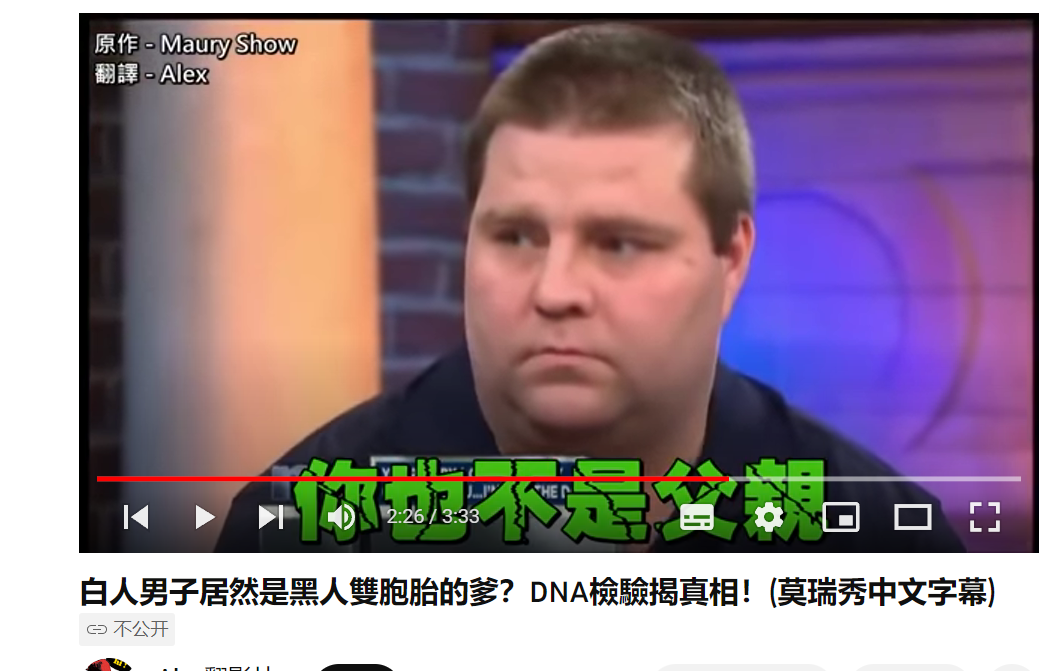 原作 - Maury Show
翻譯 - Alex
你也不是父親
2:26 / 3:33
白人男子居然是黑人雙胞胎的爹？DNA檢驗揭真相！(莫瑞秀中文字幕)
不公开